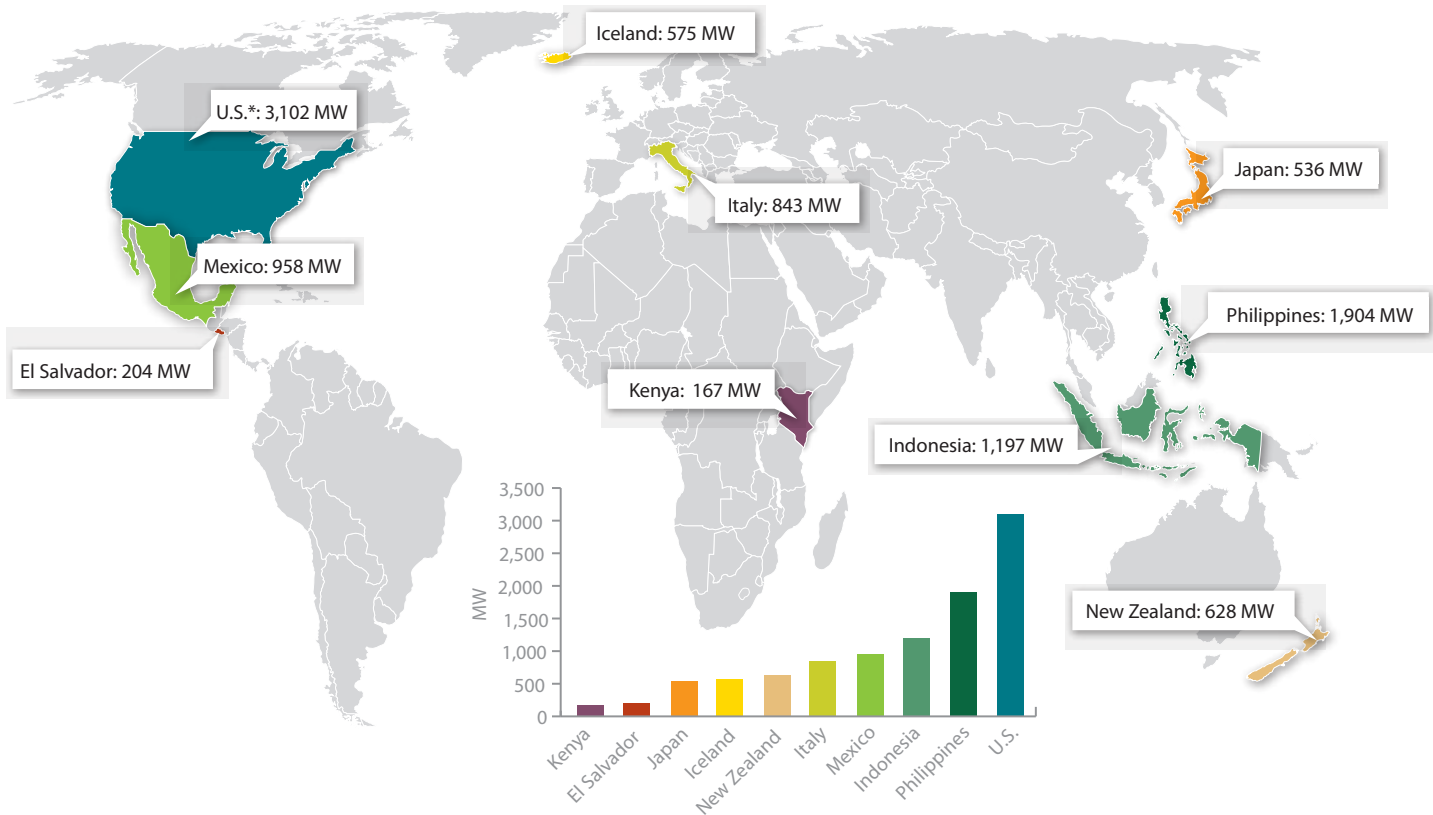 Iceland: 575 MW
U.S.*: 3,102 MW
Japan: 536 MW
Italy: 843 MW
Mexico: 958 MW
Philippines: 1,904 MW
El Salvador: 204 MW
Kenya: 167 MW
Indonesia: 1,197 MW
New Zealand: 628 MW
3,500
3,000
2,500
2,000
1,500
1,000
500
0
MW
Kenya
El Salvador
Japan
Iceland
New Zealand
Italy
Mexico
Indonesia
Philippines
U.S.